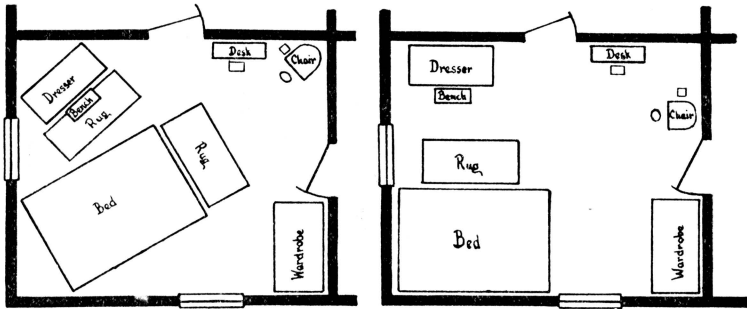 Desk
Chair
Dresser
Bench
Rug
Rug
Bed
Wardrobe
Desk
Dresser
Bench
Chair
Rug
Bed
Wardrobe